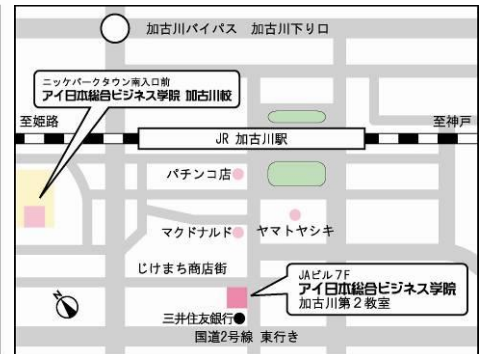 加古川バイパス 加古川下り口
ニッケパークタウン南入口前
アイ日本総合ビジネス学院 加古川校
至姫路
至神戸
JR 加古川駅
パチンコ店
マクドナルド
ヤマトヤシキ
じけまち商店街
JAビル7F
アイ日本総合ビジネス学院
加古川第2教室
三井住友銀行
国道2号線 東行き
N